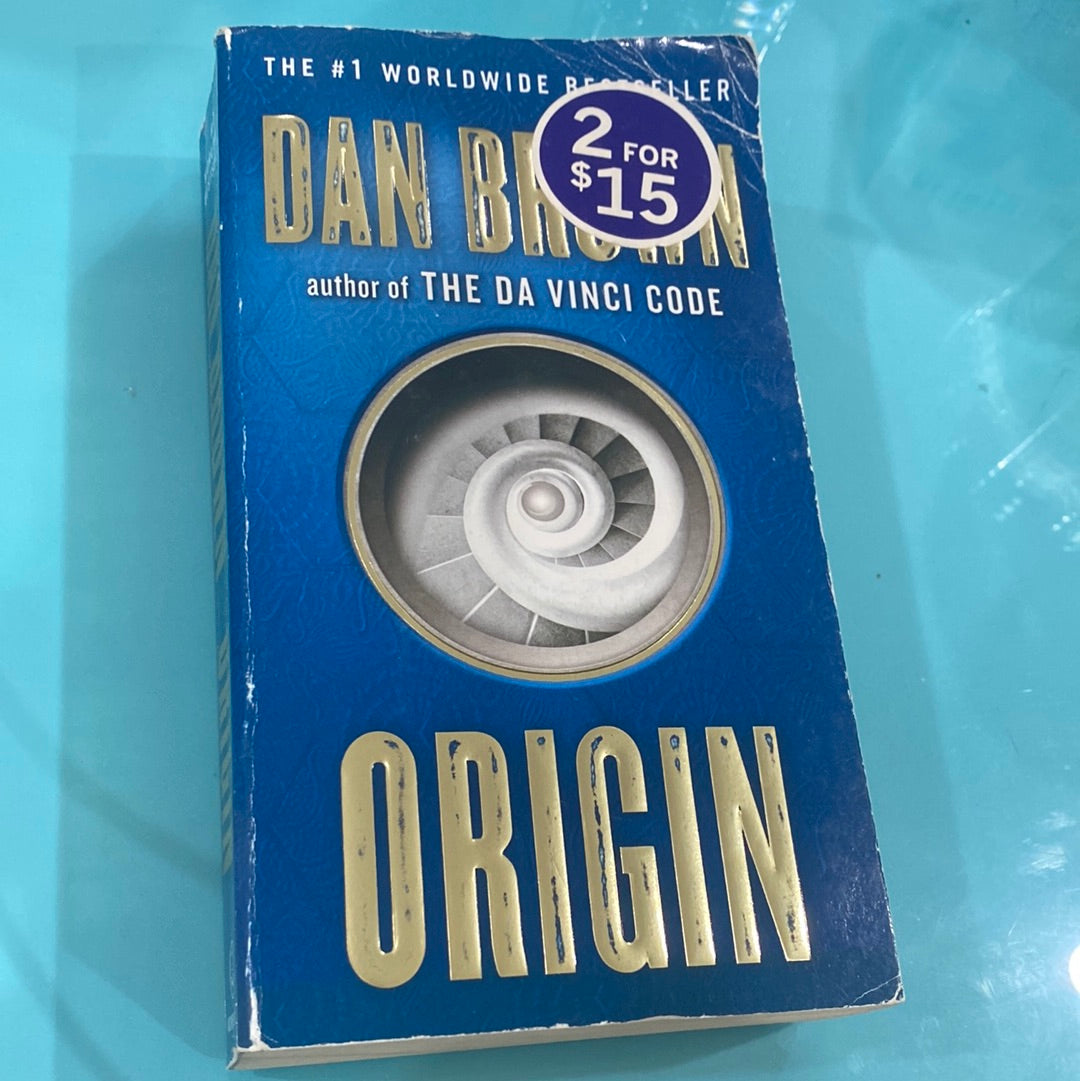 THE #1 WORLDWIDE BESTSELLER
DAN BROWN
2 FOR
$15
author of THE DA VINCI CODE
ORIGIN